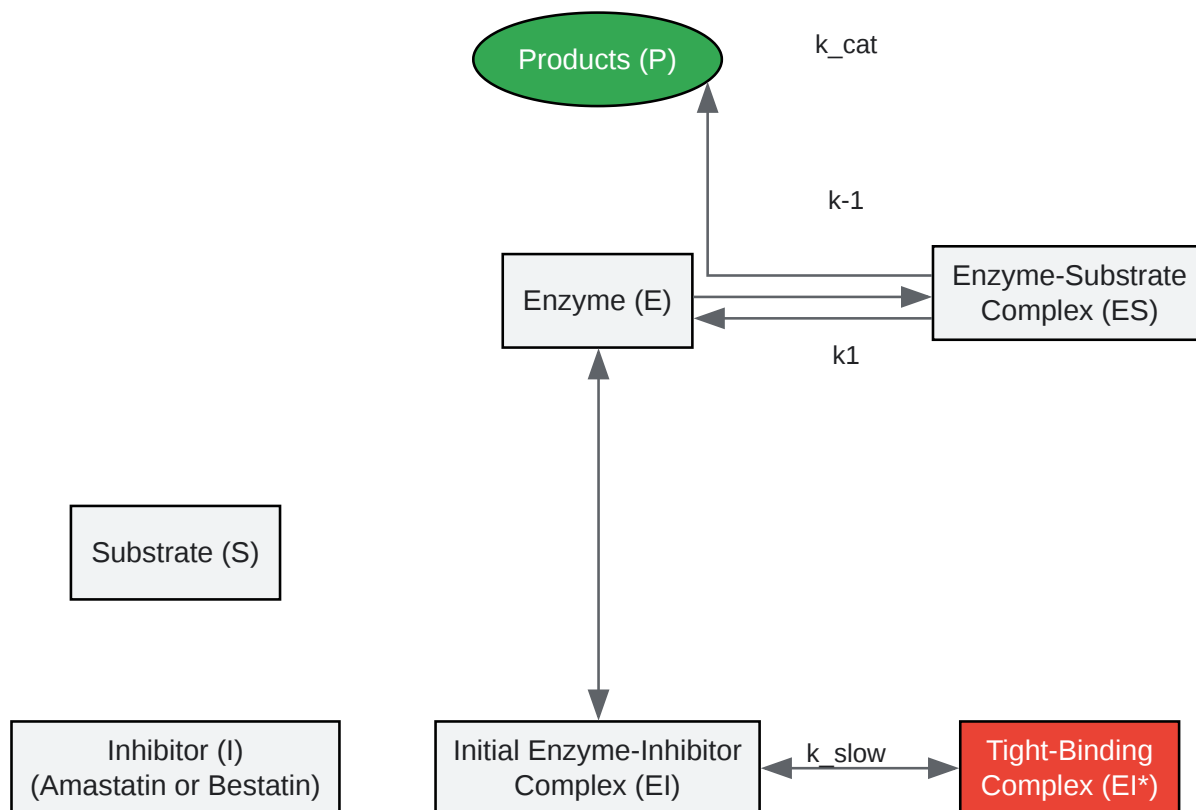 Products (P)
k_cat
k-1
Enzyme (E)
Enzyme-Substrate
Complex (ES)
k1
Substrate (S)
Inhibitor (I)
(Amastatin or Bestatin)
Initial Enzyme-Inhibitor
Complex (EI)
k_slow
Tight-Binding
Complex (EI*)